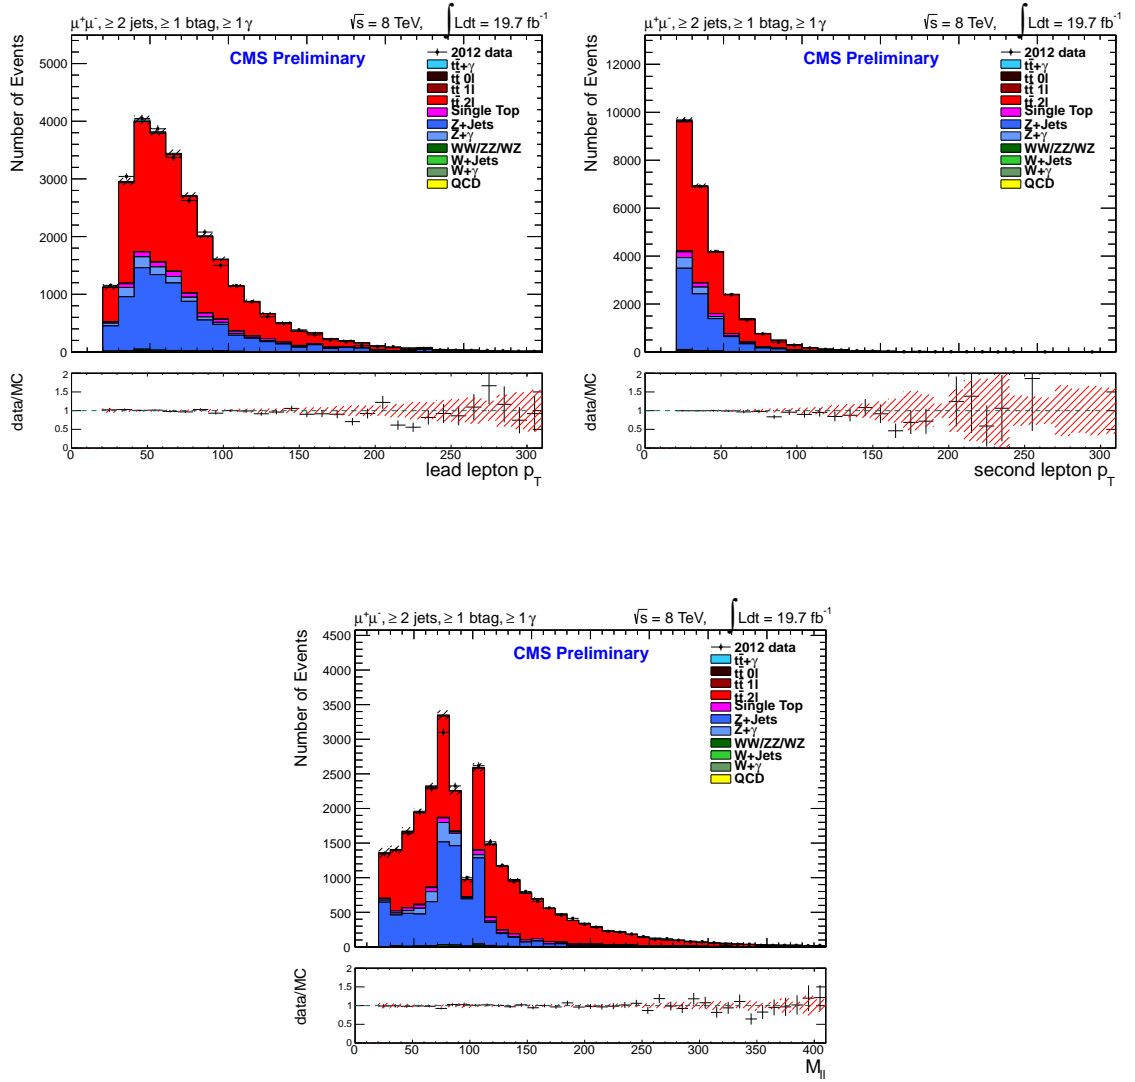 μ⁺μ⁻, ≥ 2 jets, ≥ 1 btag, ≥ 1 γ
√s = 8 TeV, ∫ Ldt = 19.7 fb⁻¹
CMS Preliminary
Number of Events
5000
4000
3000
2000
1000
0
2012 data
tt̄+γ
tt̄ 0l
tt̄ 1l
tt̄ 2l
Single Top
Z+Jets
Z+γ
WW/ZZ/WZ
W+Jets
W+γ
QCD
data/MC
2
1.5
1
0.5
0
0 50 100 150 200 250 300
lead lepton p_T
μ⁺μ⁻, ≥ 2 jets, ≥ 1 btag, ≥ 1 γ
√s = 8 TeV, ∫ Ldt = 19.7 fb⁻¹
CMS Preliminary
Number of Events
12000
10000
8000
6000
4000
2000
0
2012 data
tt̄+γ
tt̄ 0l
tt̄ 1l
tt̄ 2l
Single Top
Z+Jets
Z+γ
WW/ZZ/WZ
W+Jets
W+γ
QCD
data/MC
2
1.5
1
0.5
0
0 50 100 150 200 250 300
second lepton p_T
μ⁺μ⁻, ≥ 2 jets, ≥ 1 btag, ≥ 1 γ
√s = 8 TeV, ∫ Ldt = 19.7 fb⁻¹
CMS Preliminary
Number of Events
4500
4000
3500
3000
2500
2000
1500
1000
500
0
2012 data
tt̄+γ
tt̄ 0l
tt̄ 1l
tt̄ 2l
Single Top
Z+Jets
Z+γ
WW/ZZ/WZ
W+Jets
W+γ
QCD
data/MC
2
1.5
1
0.5
0
0 50 100 150 200 250 300 350 400
M_ll